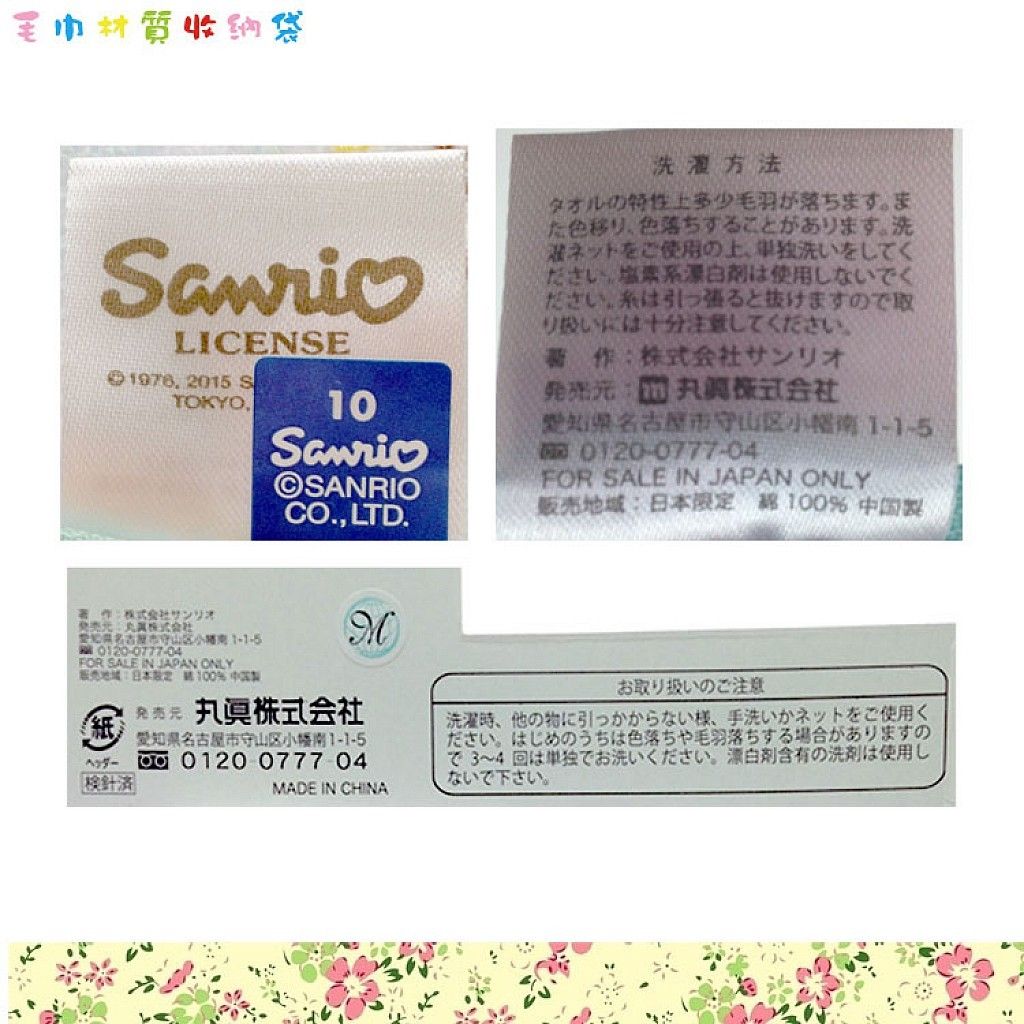 毛巾材質收納袋
Sanrio
LICENSE
©1976, 2015 S
TOKYO,
10
Sanrio
©SANRIO
CO.,LTD.
洗濯方法
タオルの特性上多少毛羽が落ちます。ま
た色移り、色落ちすることがあります。洗
濯ネットをご使用の上、単独洗いをしてく
ださい。塩素系漂白剤は使用しないでく
ださい。糸は引っ張ると抜けますので取
り扱いには十分注意してください。
著 作：株式会社サンリオ
発売元：m 丸眞株式会社
愛知県名古屋市守山区小幡南 1-1-5
0120-0777-04
FOR SALE IN JAPAN ONLY
販売地域：日本限定 綿 100% 中国製
著 作：株式会社サンリオ
発売元：丸眞株式会社
愛知県名古屋市守山区小幡南 1-1-5
0120-0777-04
FOR SALE IN JAPAN ONLY
販売地域：日本限定 綿 100% 中国製
M
紙
ヘッダー
検針済
発売元 丸眞株式会社
愛知県名古屋市守山区小幡南 1-1-5
0120-0777-04
MADE IN CHINA
お取り扱いのご注意
洗濯時、他の物に引っかからない様、手洗いかネットをご使用く
ださい。はじめのうちは色落ちや毛羽落ちする場合がありますの
で 3～4 回は単独でお洗いください。漂白剤含有の洗剤は使用し
ないで下さい。